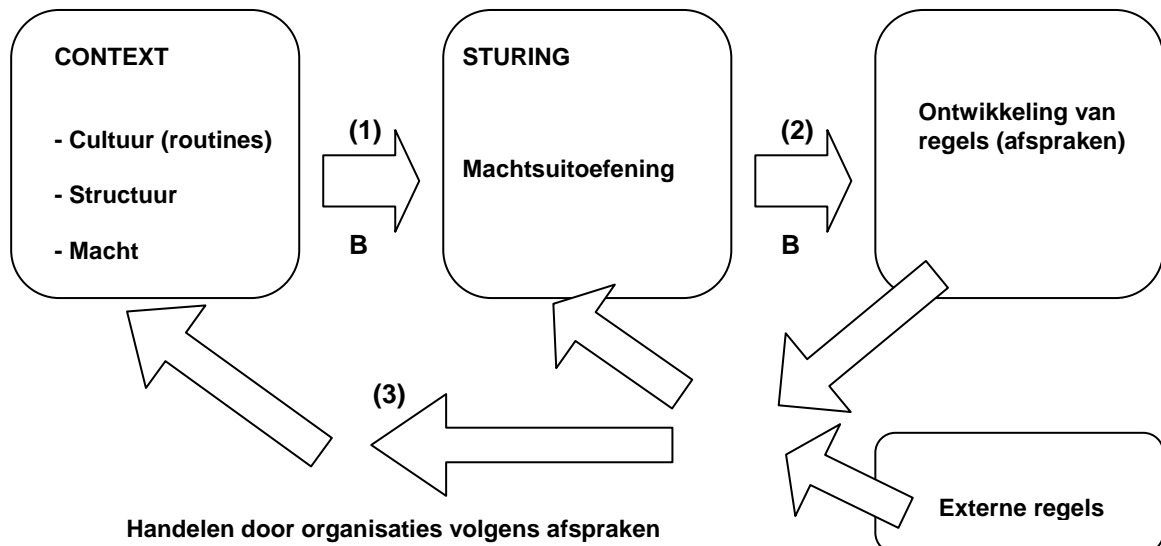 CONTEXT
- Cultuur (routines)
- Structuur
- Macht
(1)
B
STURING
Machtsuitoefening
(2)
B
Ontwikkeling van
regels (afspraken)
(3)
Handelen door organisaties volgens afspraken
Externe regels